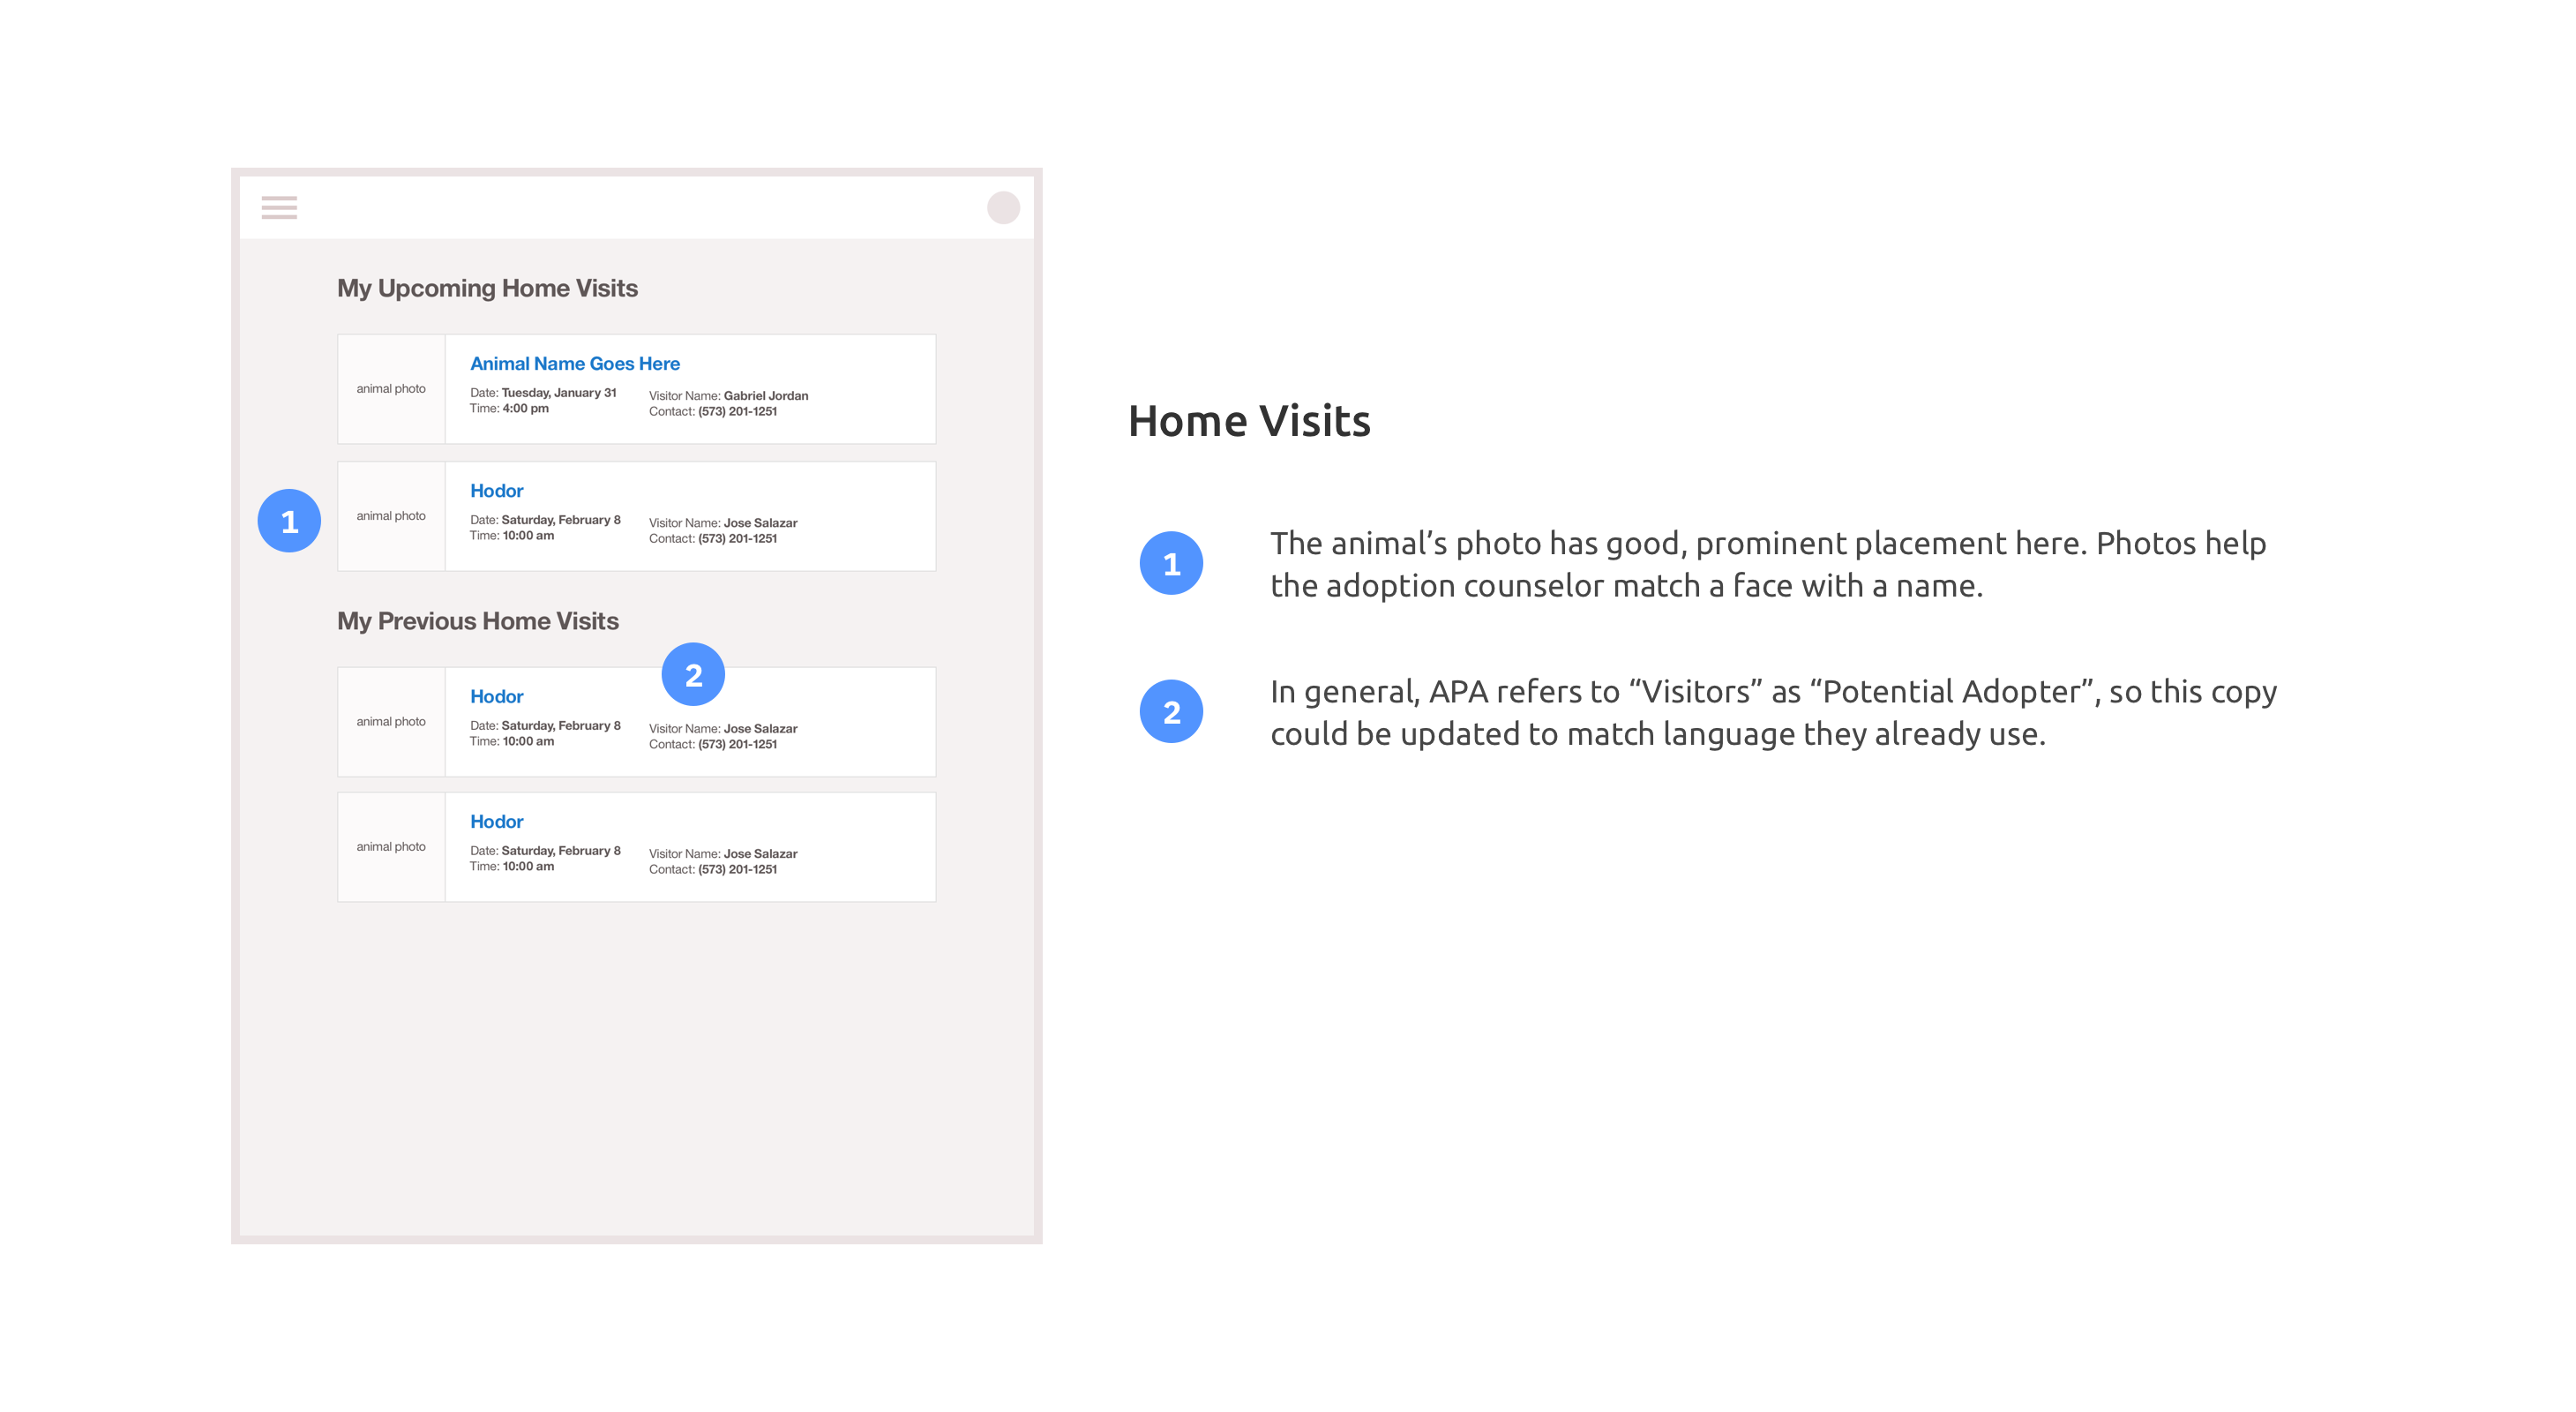 My Upcoming Home Visits
animal photo
Animal Name Goes Here
Date: Tuesday, January 31
Time: 4:00 pm
Visitor Name: Gabriel Jordan
Contact: (573) 201-1251
1
animal photo
Hodor
Date: Saturday, February 8
Time: 10:00 am
Visitor Name: Jose Salazar
Contact: (573) 201-1251
My Previous Home Visits
2
animal photo
Hodor
Date: Saturday, February 8
Time: 10:00 am
Visitor Name: Jose Salazar
Contact: (573) 201-1251
animal photo
Hodor
Date: Saturday, February 8
Time: 10:00 am
Visitor Name: Jose Salazar
Contact: (573) 201-1251
Home Visits
1
The animal’s photo has good, prominent placement here. Photos help
the adoption counselor match a face with a name.
2
In general, APA refers to “Visitors” as “Potential Adopter”, so this copy
could be updated to match language they already use.